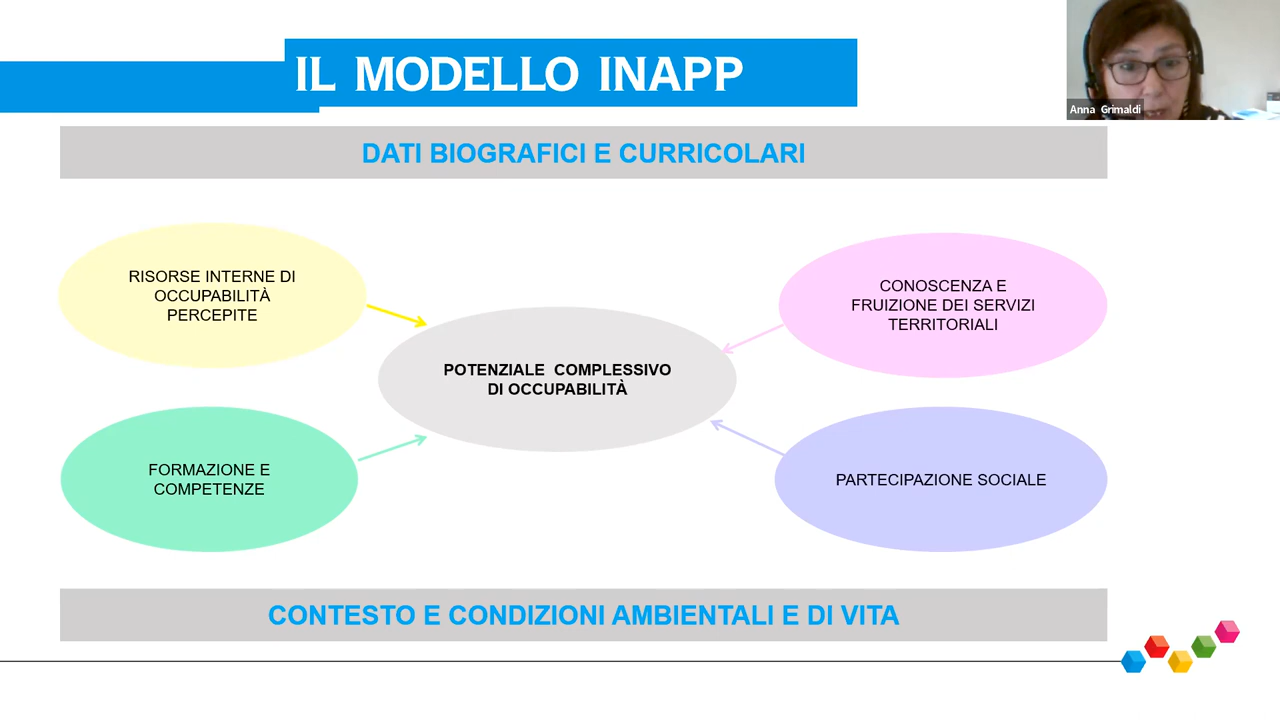 IL MODELLO INAPP
Anna Grimaldi
DATI BIOGRAFICI E CURRICOLARI
RISORSE INTERNE DI
OCCUPABILITÀ
PERCEPITE
CONOSCENZA E
FRUIZIONE DEI SERVIZI
TERRITORIALI
POTENZIALE COMPLESSIVO
DI OCCUPABILITÀ
FORMAZIONE E
COMPETENZE
PARTECIPAZIONE SOCIALE
CONTESTO E CONDIZIONI AMBIENTALI E DI VITA